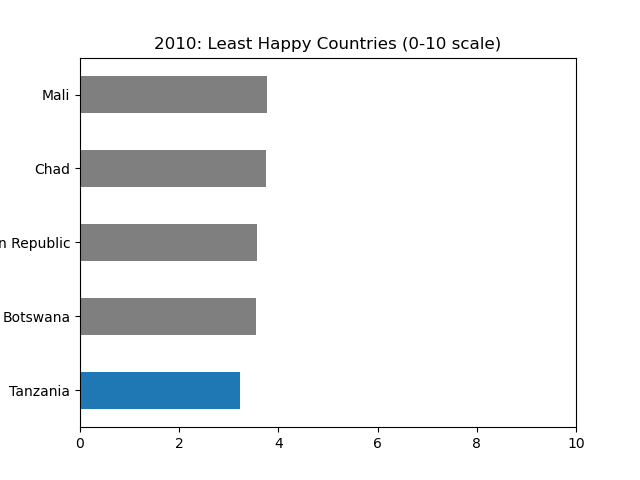 2010: Least Happy Countries (0-10 scale)
Mali
Chad
n Republic
Botswana
Tanzania
0 2 4 6 8 10